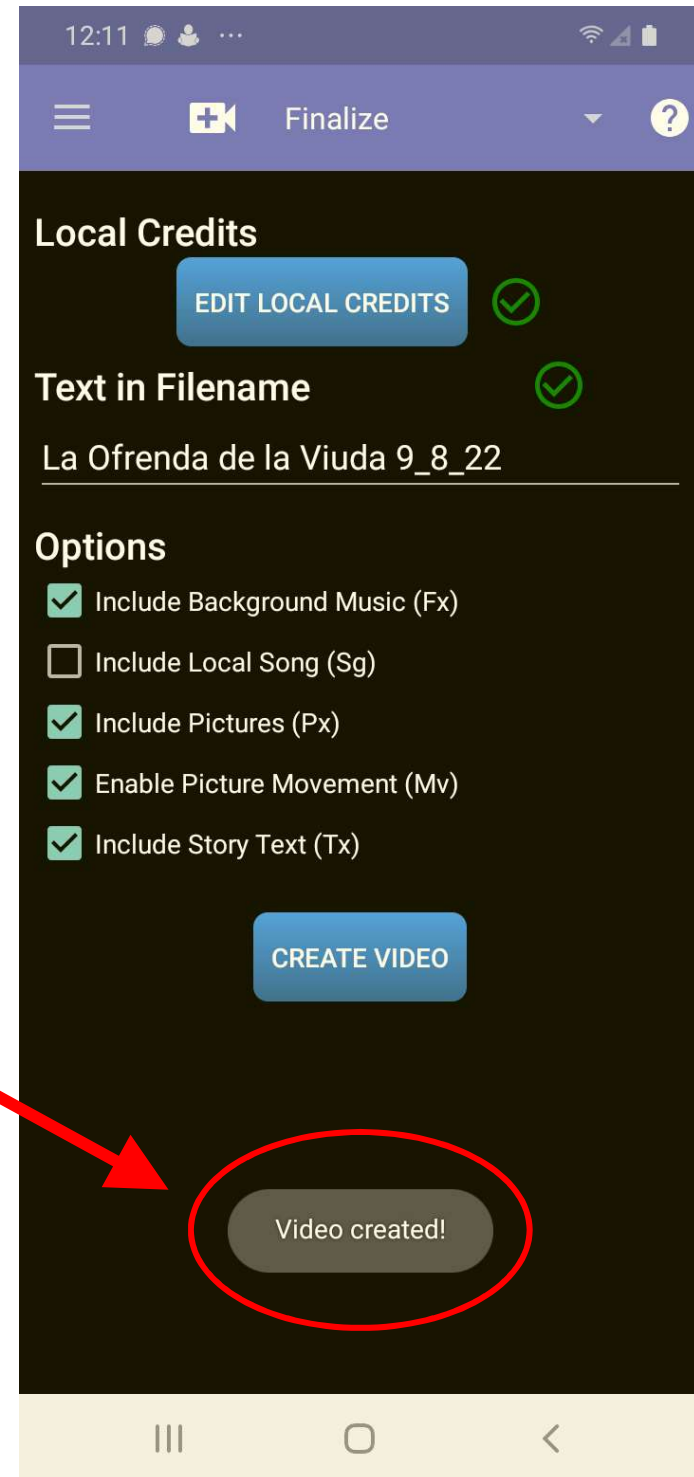 12:11
Finalize
Local Credits
EDIT LOCAL CREDITS
Text in Filename
La Ofrenda de la Viuda 9_8_22
Options
Include Background Music (Fx)
Include Local Song (Sg)
Include Pictures (Px)
Enable Picture Movement (Mv)
Include Story Text (Tx)
CREATE VIDEO
Video created!